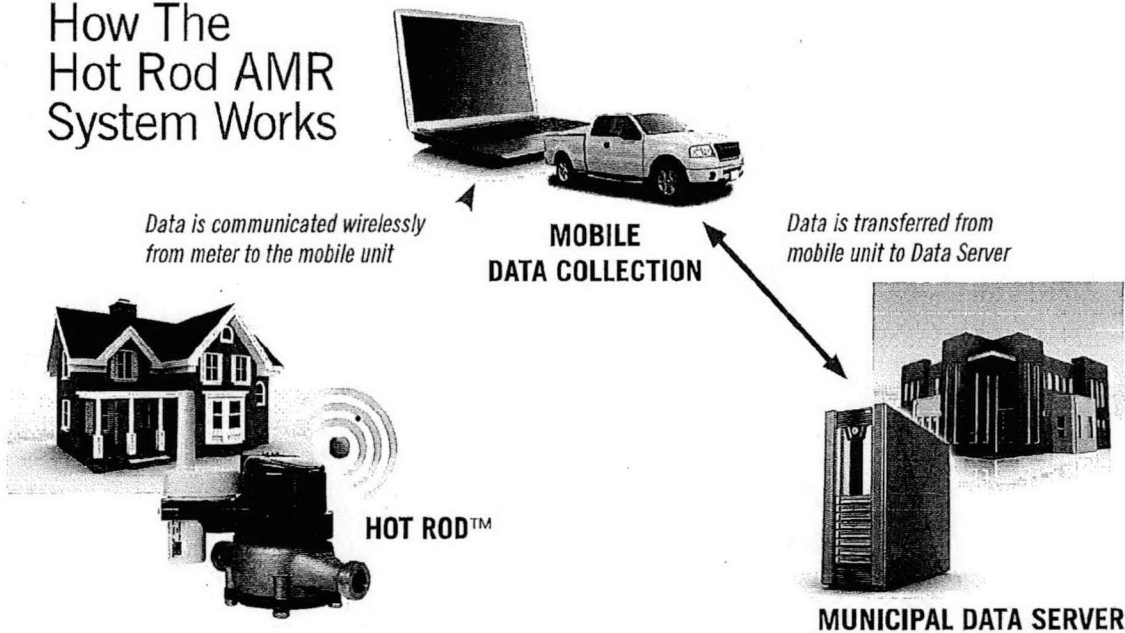 How The
Hot Rod AMR
System Works
Data is communicated wirelessly
from meter to the mobile unit
MOBILE
DATA COLLECTION
Data is transferred from
mobile unit to Data Server
HOT ROD™
MUNICIPAL DATA SERVER